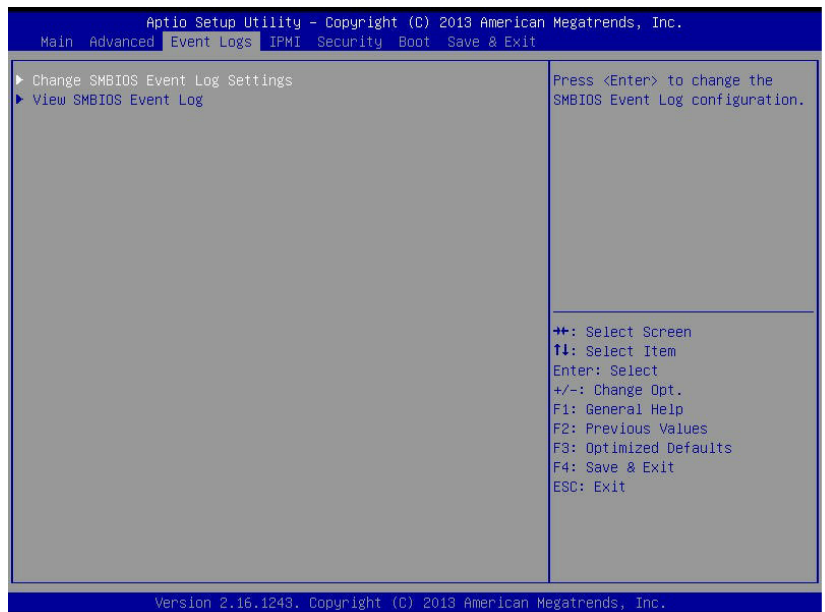 Aptio Setup Utility – Copyright (C) 2013 American Megatrends, Inc.
Main Advanced Event Logs IPMI Security Boot Save & Exit
Change SMBIOS Event Log Settings
View SMBIOS Event Log
Press <Enter> to change the
SMBIOS Event Log configuration.
→←: Select Screen
↑↓: Select Item
Enter: Select
+/-: Change Opt.
F1: General Help
F2: Previous Values
F3: Optimized Defaults
F4: Save & Exit
ESC: Exit
Version 2.16.1243. Copyright (C) 2013 American Megatrends, Inc.